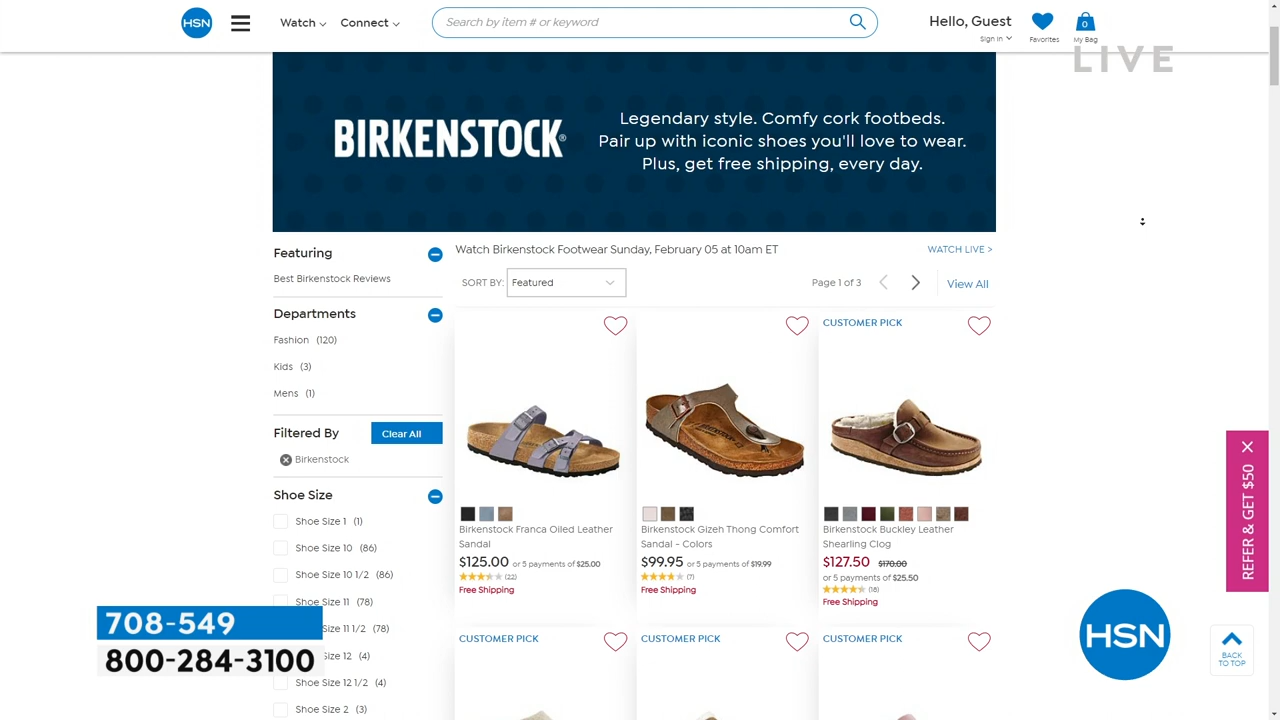 HSN
Watch
Connect
Search by item # or keyword
Hello, Guest
Sign In
Favorites
0
My Bag
LIVE
BIRKENSTOCK®
Legendary style. Comfy cork footbeds.
Pair up with iconic shoes you'll love to wear.
Plus, get free shipping, every day.
Featuring
Best Birkenstock Reviews
Departments
Fashion (120)
Kids (3)
Mens (1)
Filtered By
Clear All
Birkenstock
Shoe Size
Shoe Size 1 (1)
Shoe Size 10 (86)
Shoe Size 10 1/2 (86)
Shoe Size 11 (78)
Size 11 1/2 (78)
Size 12 (4)
Shoe Size 12 1/2 (4)
Shoe Size 2 (3)
Watch Birkenstock Footwear Sunday, February 05 at 10am ET
WATCH LIVE >
SORT BY: Featured
Page 1 of 3
View All
Birkenstock Franca Oiled Leather
Sandal
$125.00 or 5 payments of $25.00
(22)
Free Shipping
Birkenstock Gizeh Thong Comfort
Sandal - Colors
$99.95 or 5 payments of $19.99
(7)
Free Shipping
CUSTOMER PICK
Birkenstock Buckley Leather
Shearling Clog
$127.50 $170.00
or 5 payments of $25.50
(18)
Free Shipping
CUSTOMER PICK
CUSTOMER PICK
CUSTOMER PICK
REFER & GET $50
708-549
800-284-3100
HSN
BACK
TO TOP